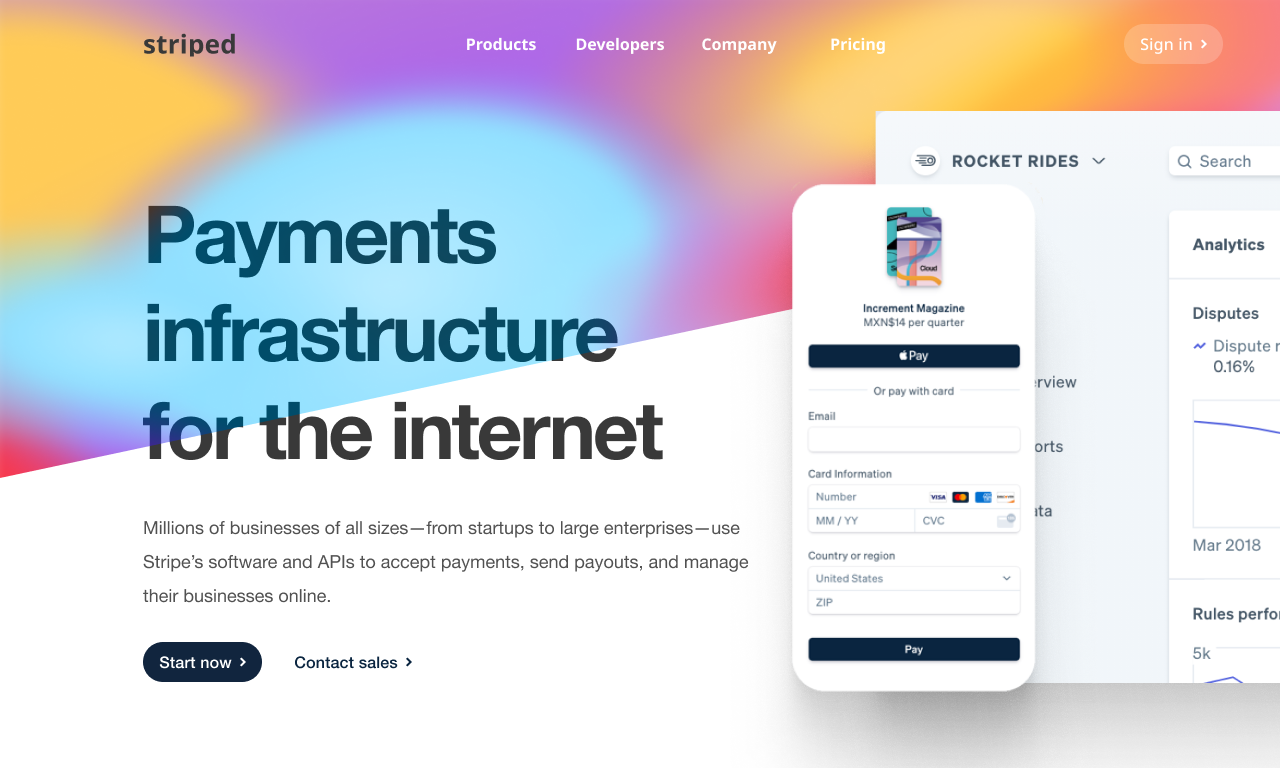 striped
Products
Developers
Company
Pricing
Sign in
Payments
infrastructure
for the internet
Millions of businesses of all sizes—from startups to large enterprises—use
Stripe’s software and APIs to accept payments, send payouts, and manage
their businesses online.
Start now
Contact sales
ROCKET RIDES
Search
Cloud
Increment Magazine
MXN$14 per quarter
Pay
Or pay with card
Email
Card Information
Number
VISA
MM / YY
CVC
Country or region
United States
ZIP
Pay
erview
orts
ata
Analytics
Disputes
Dispute r
0.16%
Mar 2018
Rules perfo
5k